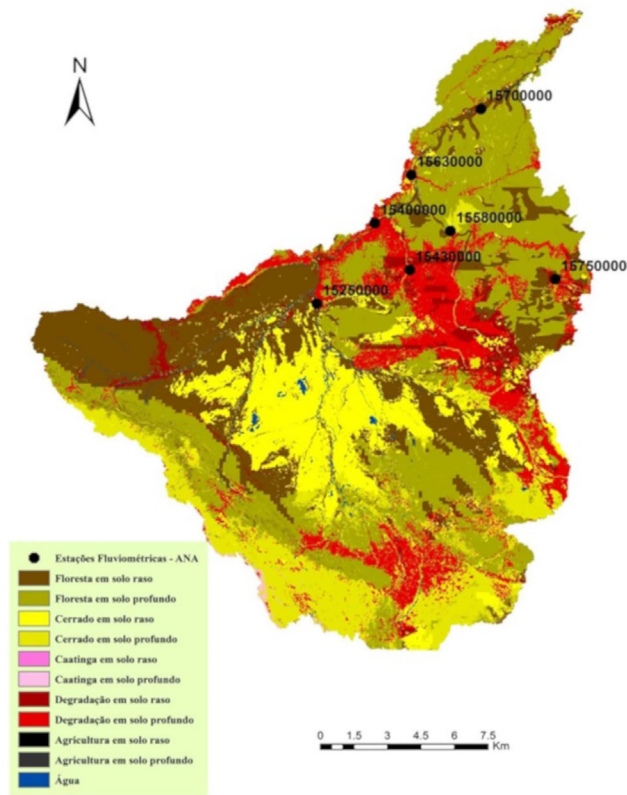 N
15700000
15630000
15400000
15580000
15430000
15750000
15250000
Estações Fluviométricas - ANA
Floresta em solo raso
Floresta em solo profundo
Cerrado em solo raso
Cerrado em solo profundo
Caatinga em solo raso
Caatinga em solo profundo
Degradação em solo raso
Degradação em solo profundo
Agricultura em solo raso
Agricultura em solo profundo
Água
0 1.5 3 4.5 6 7.5
Km